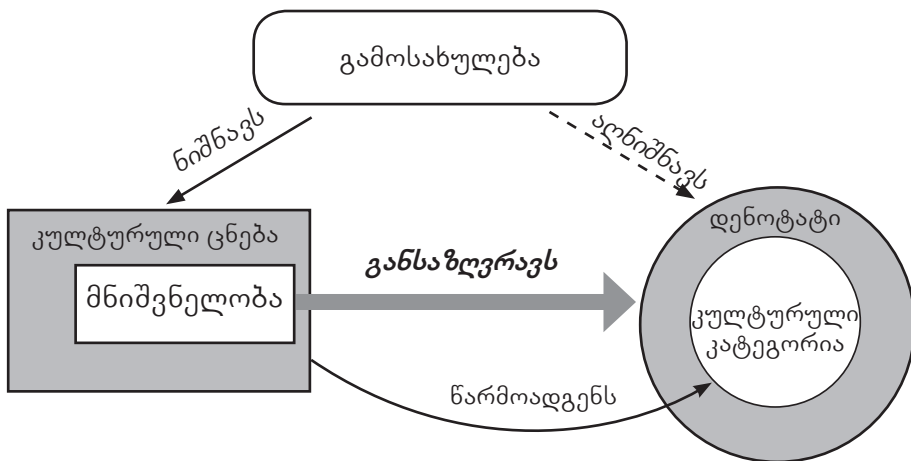 გამოსახულება
ნიშნავს
აღნიშნავს
კულტურული ცნება
მნიშვნელობა
განსაზღვრავს
დენოტატი
კულტურული
კატეგორია
წარმოადგენს